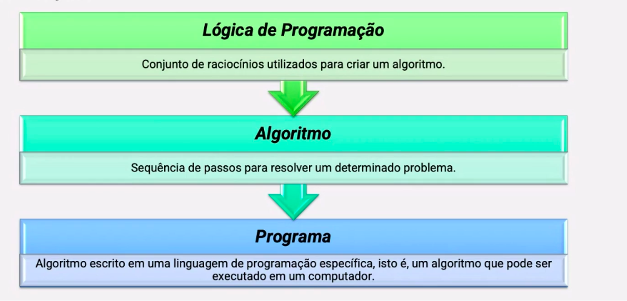 Lógica de Programação
Conjunto de raciocínios utilizados para criar um algoritmo.
Algoritmo
Sequência de passos para resolver um determinado problema.
Programa
Algoritmo escrito em uma linguagem de programação específica, isto é, um algoritmo que pode ser
executado em um computador.